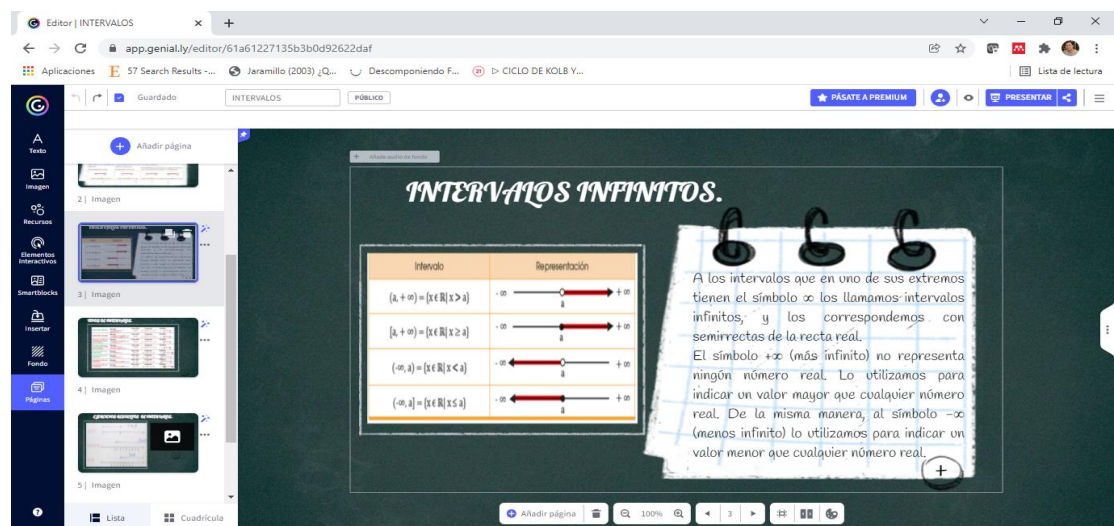 Editor | INTERVALOS
app.genial.ly/editor/61a61227135b3b0d92622daf
Aplicaciones
57 Search Results -...
Jaramillo (2003) ¿Q...
Descomponiendo F...
CICLO DE KOLB Y...
Lista de lectura
Guardado
INTERVALOS
PÚBLICO
PÁSATE A PREMIUM
PRESENTAR
Texto
Imagen
Recursos
Elementos interactivos
Smartblocks
Insertar
Fondo
Páginas
Añadir página
2 | Imagen
3 | Imagen
4 | Imagen
5 | Imagen
Lista
Cuadrícula
+ Añade audio de fondo
INTERVALOS INFINITOS.
Intervalo Representación
(a, + ∞) = {x ∈ ℝ| x > a} - ∞ a + ∞
[a, + ∞) = {x ∈ ℝ| x ≥ a} - ∞ a + ∞
(-∞, a) = {x ∈ ℝ| x < a} - ∞ a + ∞
(-∞, a] = {x ∈ ℝ| x ≤ a} - ∞ a + ∞
A los intervalos que en uno de sus extremos
tienen el símbolo ∞ los llamamos intervalos
infinitos, y los correspondemos con
semirrectas de la recta real.
El símbolo +∞ (más infinito) no representa
ningún número real. Lo utilizamos para
indicar un valor mayor que cualquier número
real. De la misma manera, al símbolo −∞
(menos infinito) lo utilizamos para indicar un
valor menor que cualquier número real.
+
Añadir página
100%
3